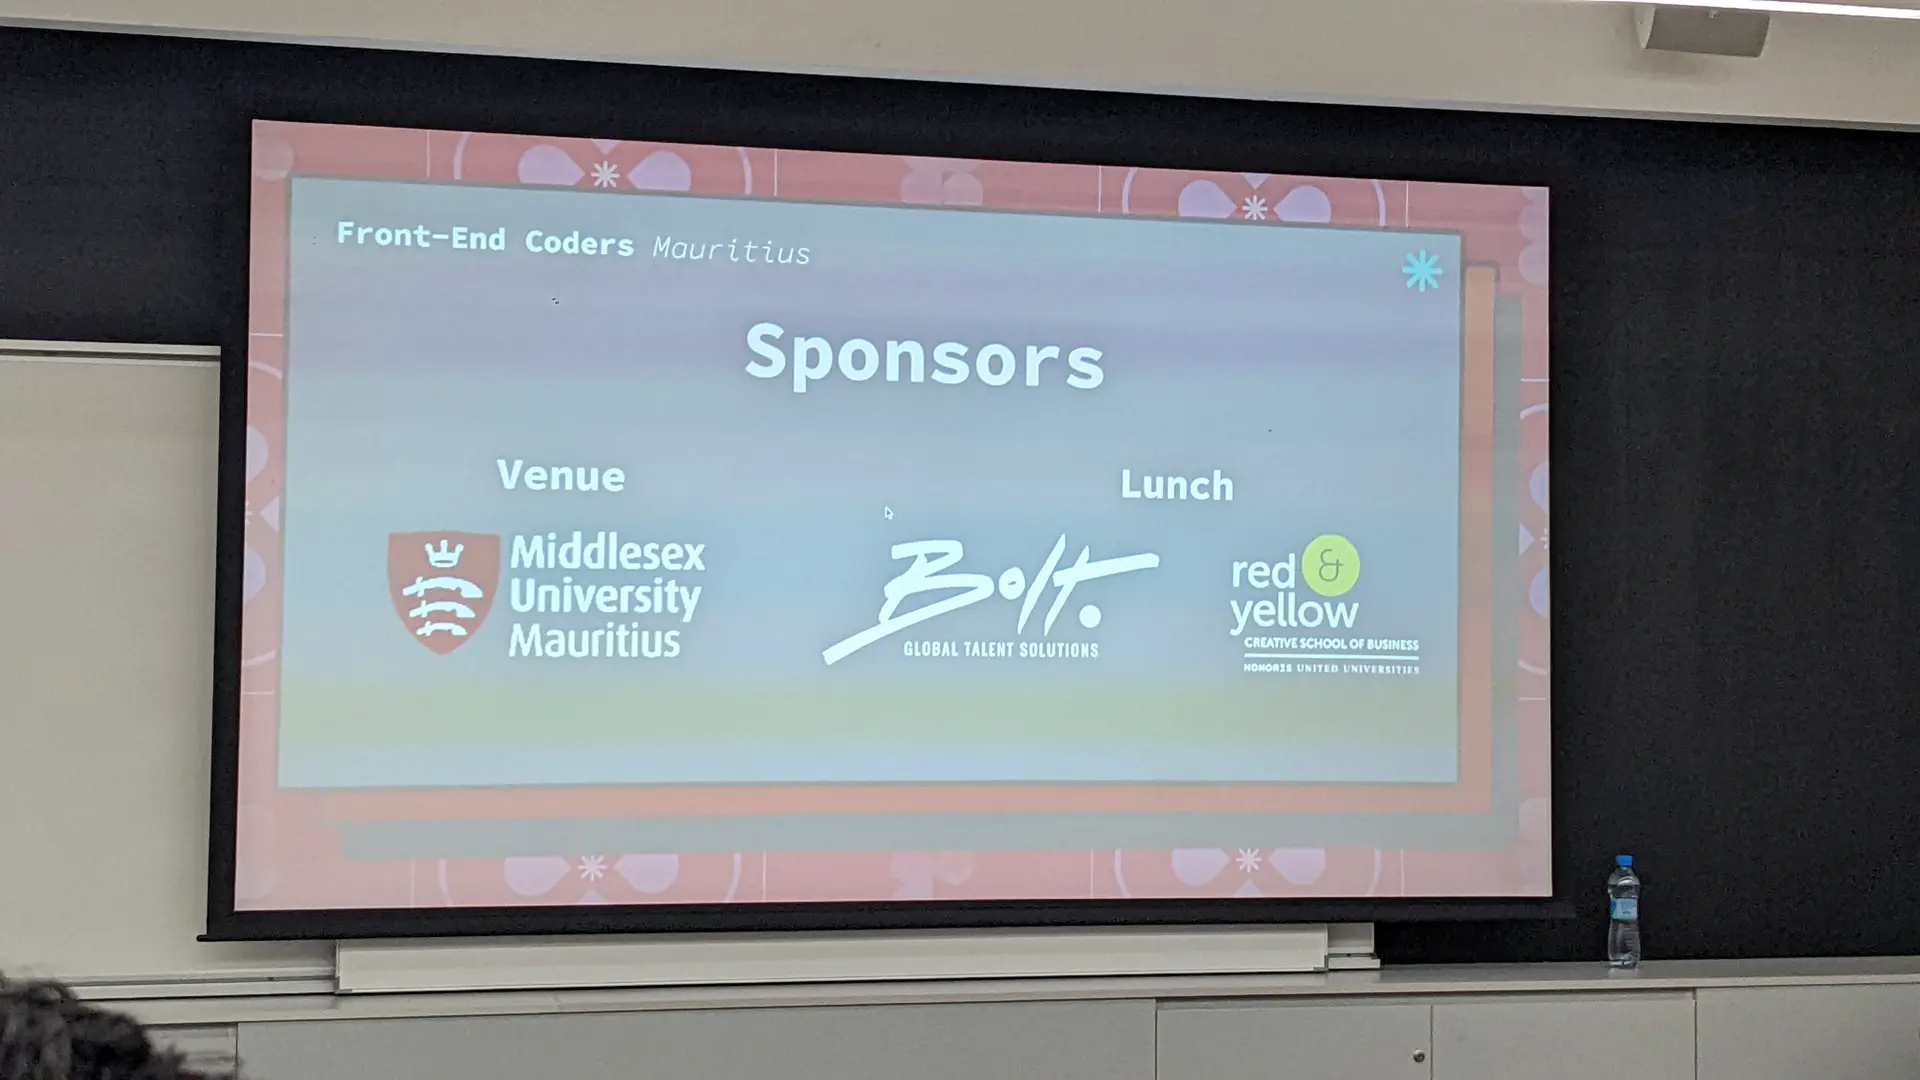 Front-End Coders Mauritius
Sponsors
Venue
Middlesex
University
Mauritius
Lunch
Bolt.
GLOBAL TALENT SOLUTIONS
red &
yellow
CREATIVE SCHOOL OF BUSINESS
HONORIS UNITED UNIVERSITIES